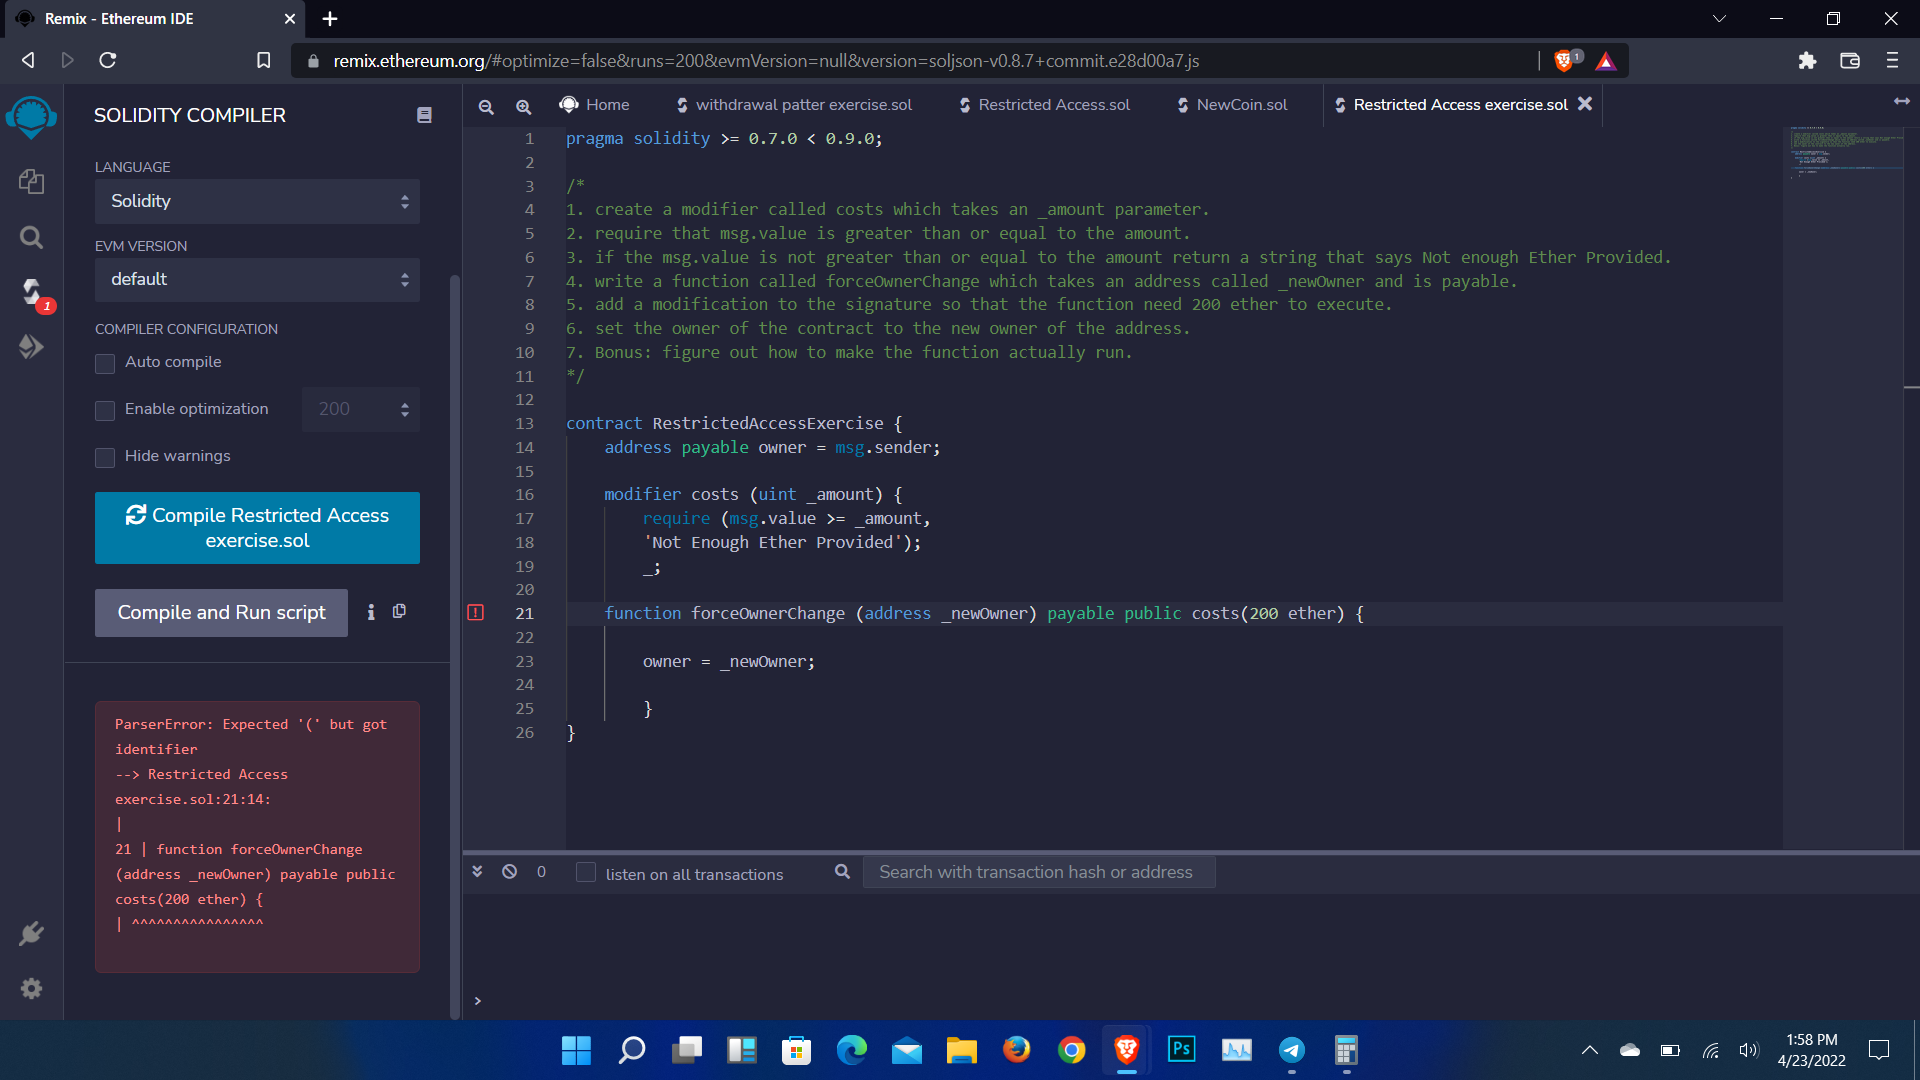 Remix - Ethereum IDE
remix.ethereum.org/#optimize=false&runs=200&evmVersion=null&version=soljson-v0.8.7+commit.e28d00a7.js
1
SOLIDITY COMPILER
LANGUAGE
Solidity
EVM VERSION
default
1
COMPILER CONFIGURATION
Auto compile
Enable optimization
200
Hide warnings
Compile Restricted Access
exercise.sol
Compile and Run script
ParserError: Expected '(' but got
identifier
--> Restricted Access
exercise.sol:21:14:
|
21 | function forceOwnerChange
(address _newOwner) payable public
costs(200 ether) {
| ^^^^^^^^^^^^^^^^
Home
withdrawal patter exercise.sol
Restricted Access.sol
NewCoin.sol
Restricted Access exercise.sol
1 pragma solidity >= 0.7.0 < 0.9.0;
2
3 /*
4 1. create a modifier called costs which takes an _amount parameter.
5 2. require that msg.value is greater than or equal to the amount.
6 3. if the msg.value is not greater than or equal to the amount return a string that says Not enough Ether Provided.
7 4. write a function called forceOwnerChange which takes an address called _newOwner and is payable.
8 5. add a modification to the signature so that the function need 200 ether to execute.
9 6. set the owner of the contract to the new owner of the address.
10 7. Bonus: figure out how to make the function actually run.
11 */
12
13 contract RestrictedAccessExercise {
14 address payable owner = msg.sender;
15
16 modifier costs (uint _amount) {
17 require (msg.value >= _amount,
18 'Not Enough Ether Provided');
19 _;
20
21 function forceOwnerChange (address _newOwner) payable public costs(200 ether) {
22
23 owner = _newOwner;
24
25 }
26 }
0
listen on all transactions
Search with transaction hash or address
>
Ps
1:58 PM
4/23/2022